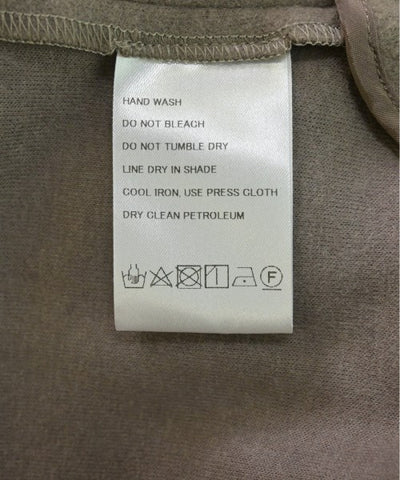 HAND WASH
DO NOT BLEACH
DO NOT TUMBLE DRY
LINE DRY IN SHADE
COOL IRON, USE PRESS CLOTH
DRY CLEAN PETROLEUM
F